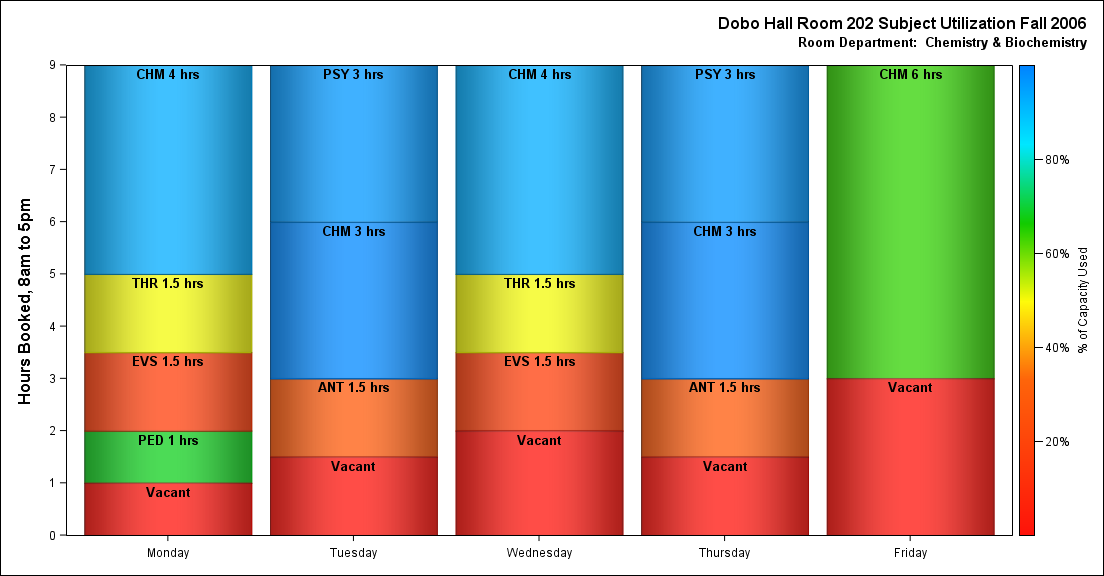 Dobo Hall Room 202 Subject Utilization Fall 2006
Room Department:  Chemistry & Biochemistry
Hours Booked, 8am to 5pm
9
8
7
6
5
4
3
2
1
0
CHM 4 hrs
THR 1.5 hrs
EVS 1.5 hrs
PED 1 hrs
Vacant
PSY 3 hrs
CHM 3 hrs
ANT 1.5 hrs
Vacant
CHM 4 hrs
THR 1.5 hrs
EVS 1.5 hrs
Vacant
PSY 3 hrs
CHM 3 hrs
ANT 1.5 hrs
Vacant
CHM 6 hrs
Vacant
Monday
Tuesday
Wednesday
Thursday
Friday
80%
60%
40%
20%
% of Capacity Used